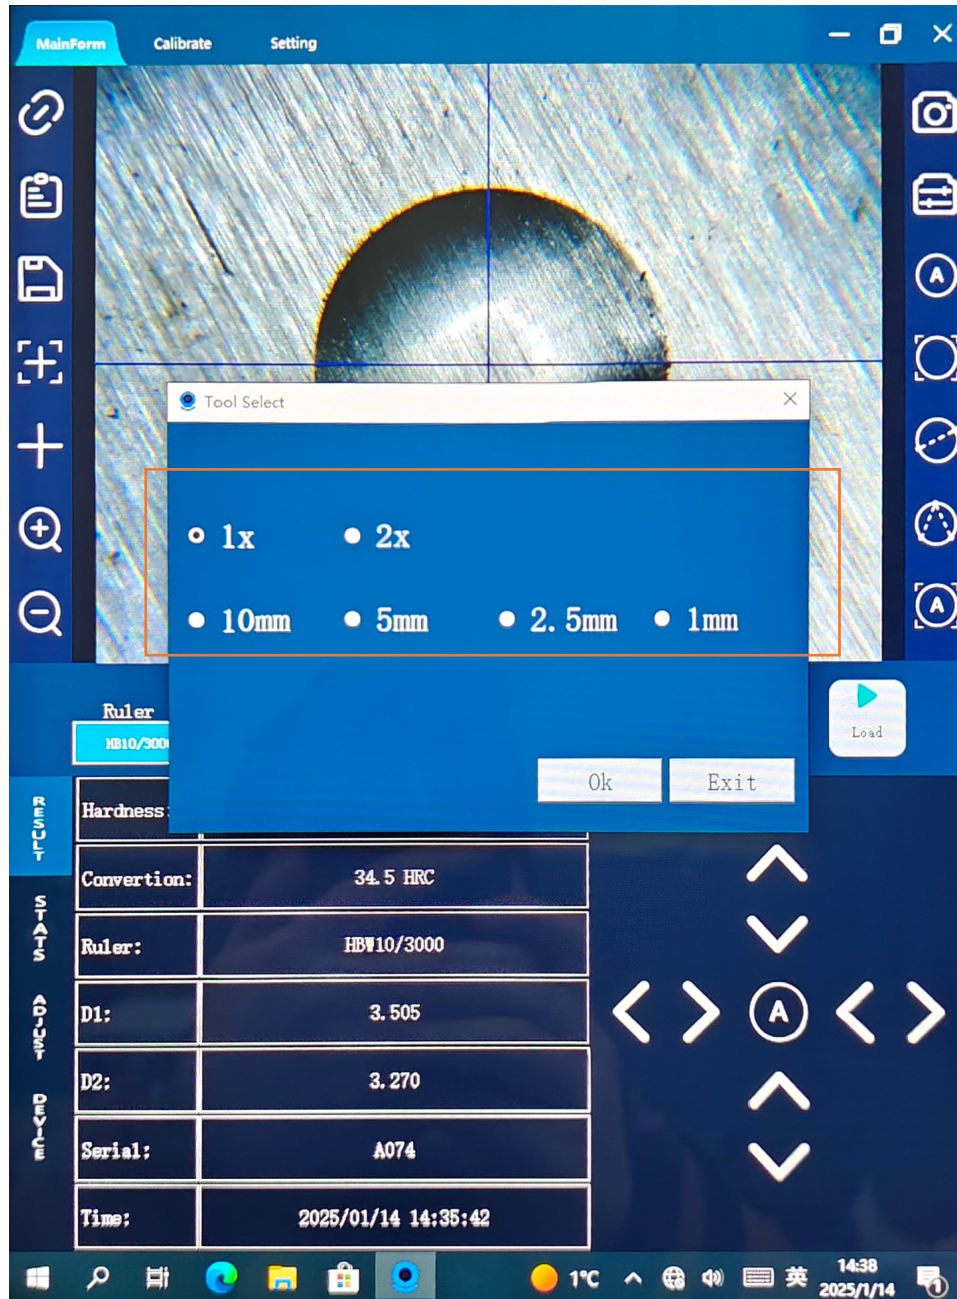 MainForm Calibrate Setting
Tool Select
1x 2x
10mm 5mm 2.5mm 1mm
Ruler
Load
Ok Exit
RESULT
STATS
ADJUST
DEVICE
Hardness:
Convertion: 34.5 HRC
Ruler: HBW10/3000
D1: 3.505
D2: 3.270
Serial: A074
Time: 2025/01/14 14:35:42
A
A
A
1°C 英 14:38
2025/1/14
1